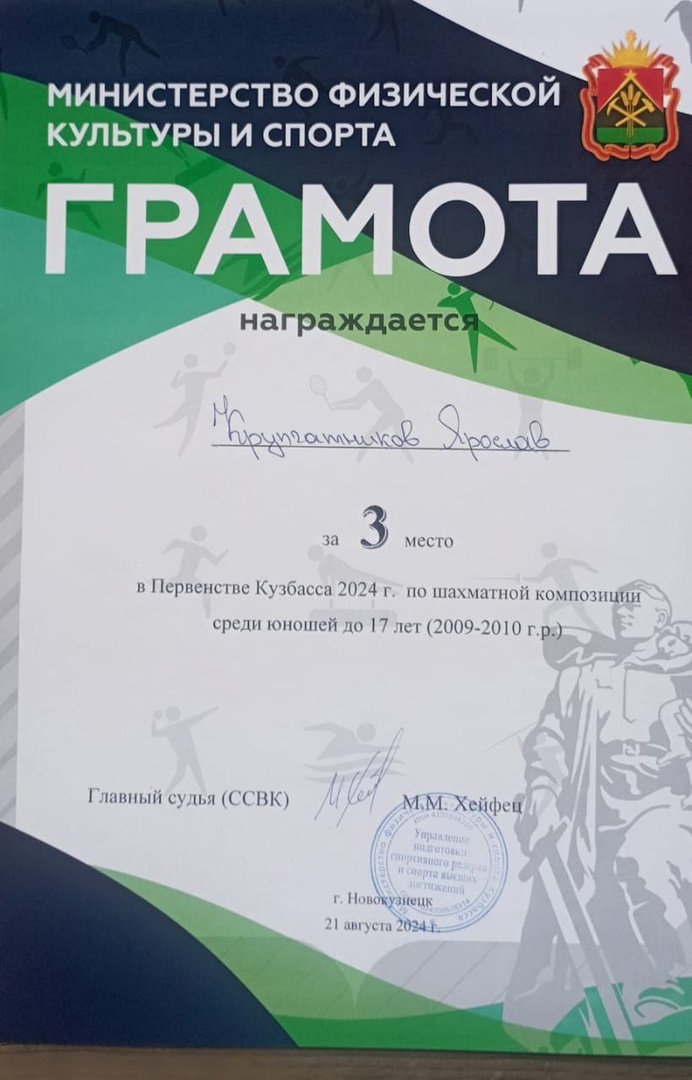 МИНИСТЕРСТВО ФИЗИЧЕСКОЙ
КУЛЬТУРЫ И СПОРТА
ГРАМОТА
награждается
Крупчатников Ярослав
за 3 место
в Первенстве Кузбасса 2024 г. по шахматной композиции
среди юношей до 17 лет (2009-2010 г.р.)
Главный судья (ССВК) М.М. Хейфец
Управление
подготовки
спортивного резерва
и спорта высших
достижений
г. Новокузнецк
21 августа 2024 г.